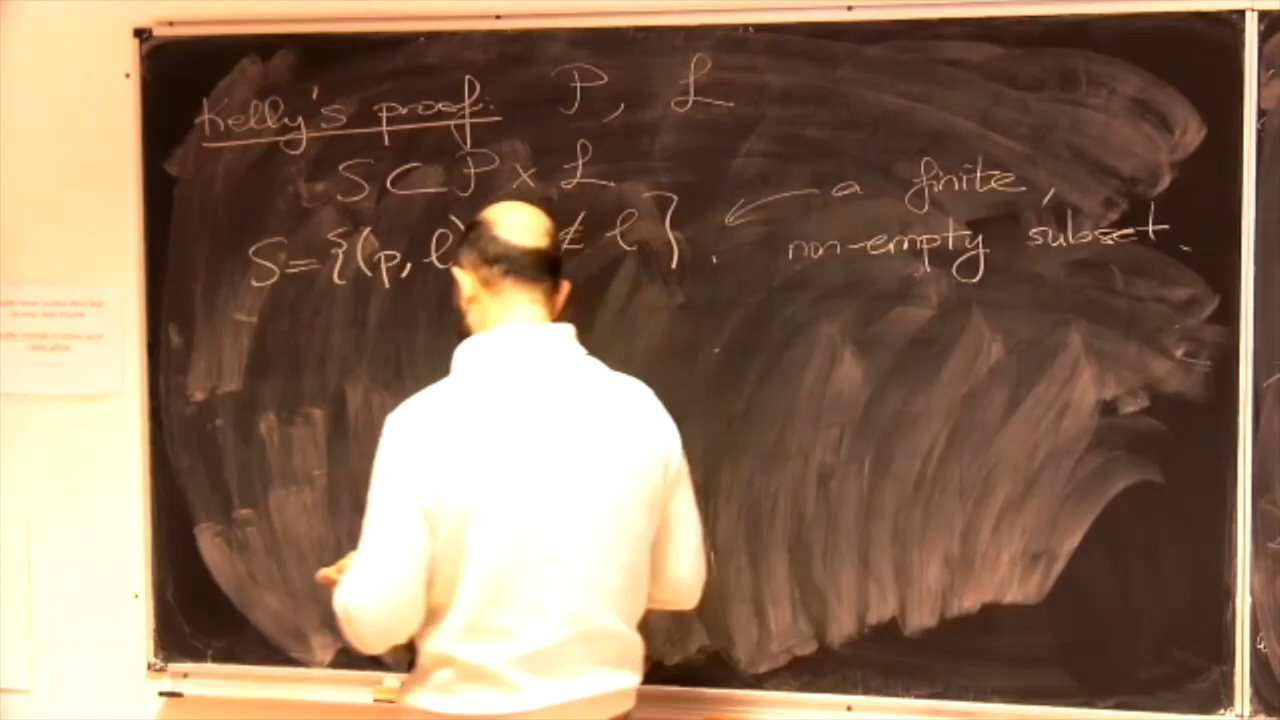 Kelly's proof: P, L
S ⊂ P x L
S = {(p, l) ∉ l}. ← a finite,
non-empty subset.